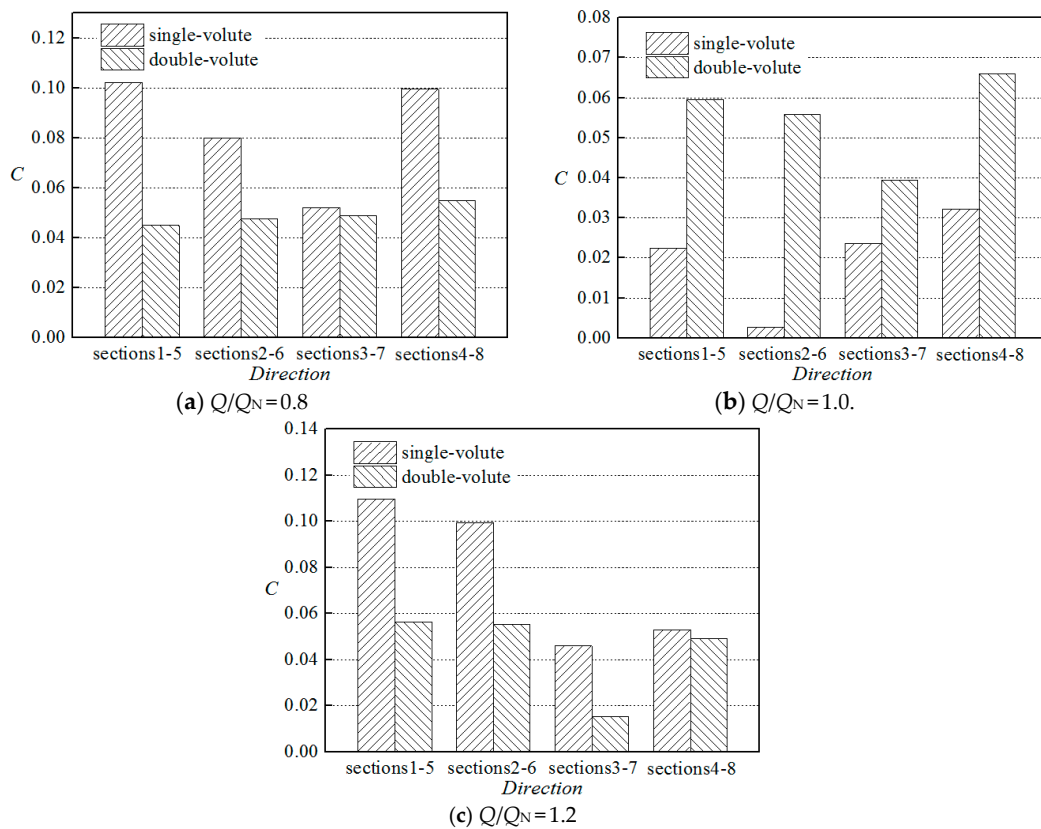 0.12
0.10
0.08
0.06
0.04
0.02
0.00
C
single-volute
double-volute
sections1-5 sections2-6 sections3-7 sections4-8
Direction
(a) Q/QN=0.8
0.08
0.07
0.06
0.05
0.04
0.03
0.02
0.01
0.00
C
single-volute
double-volute
sections1-5 sections2-6 sections3-7 sections4-8
Direction
(b) Q/QN=1.0.
0.14
0.12
0.10
0.08
0.06
0.04
0.02
0.00
C
single-volute
double-volute
sections1-5 sections2-6 sections3-7 sections4-8
Direction
(c) Q/QN=1.2